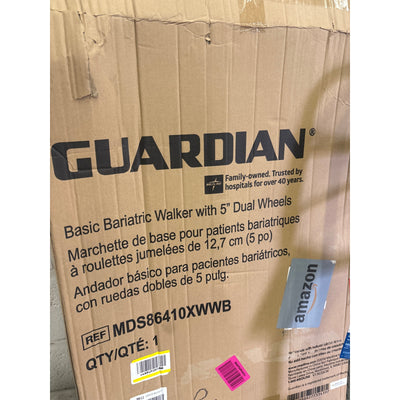 GUARDIAN®
Family-owned. Trusted by
hospitals for over 40 years.
Basic Bariatric Walker with 5" Dual Wheels
Marchette de base pour patients bariatriques
à roulettes jumelées de 12,7 cm (5 po)
Andador básico para pacientes bariátricos,
con ruedas dobles de 5 pulg.
REF MDS86410XWWB
QTY/QTÉ: 1
amazon